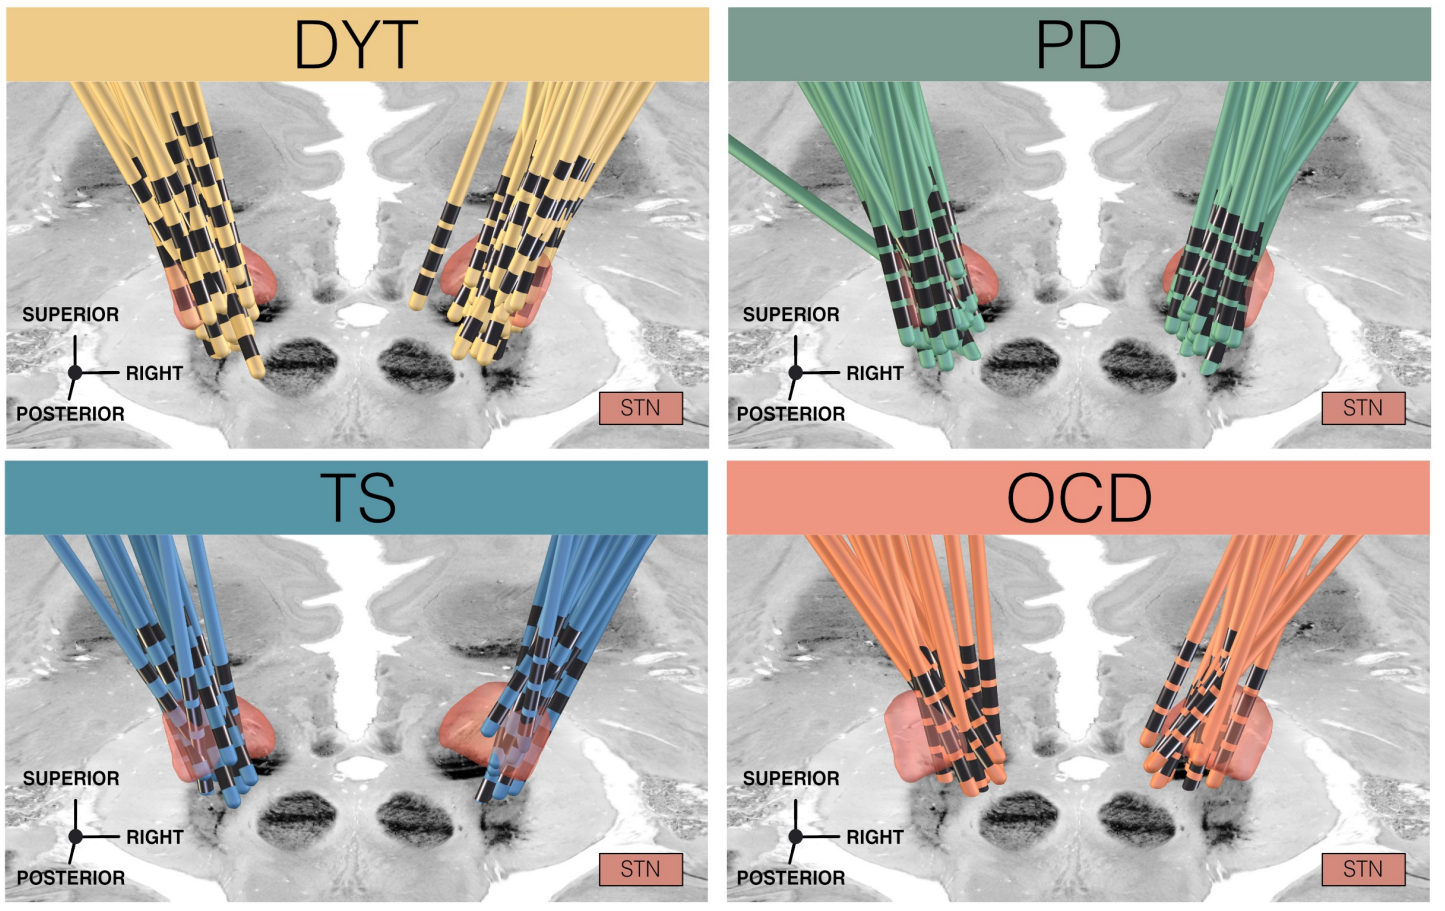 DYT
SUPERIOR
RIGHT
POSTERIOR
STN
PD
SUPERIOR
RIGHT
POSTERIOR
STN
TS
SUPERIOR
RIGHT
POSTERIOR
STN
OCD
SUPERIOR
RIGHT
POSTERIOR
STN